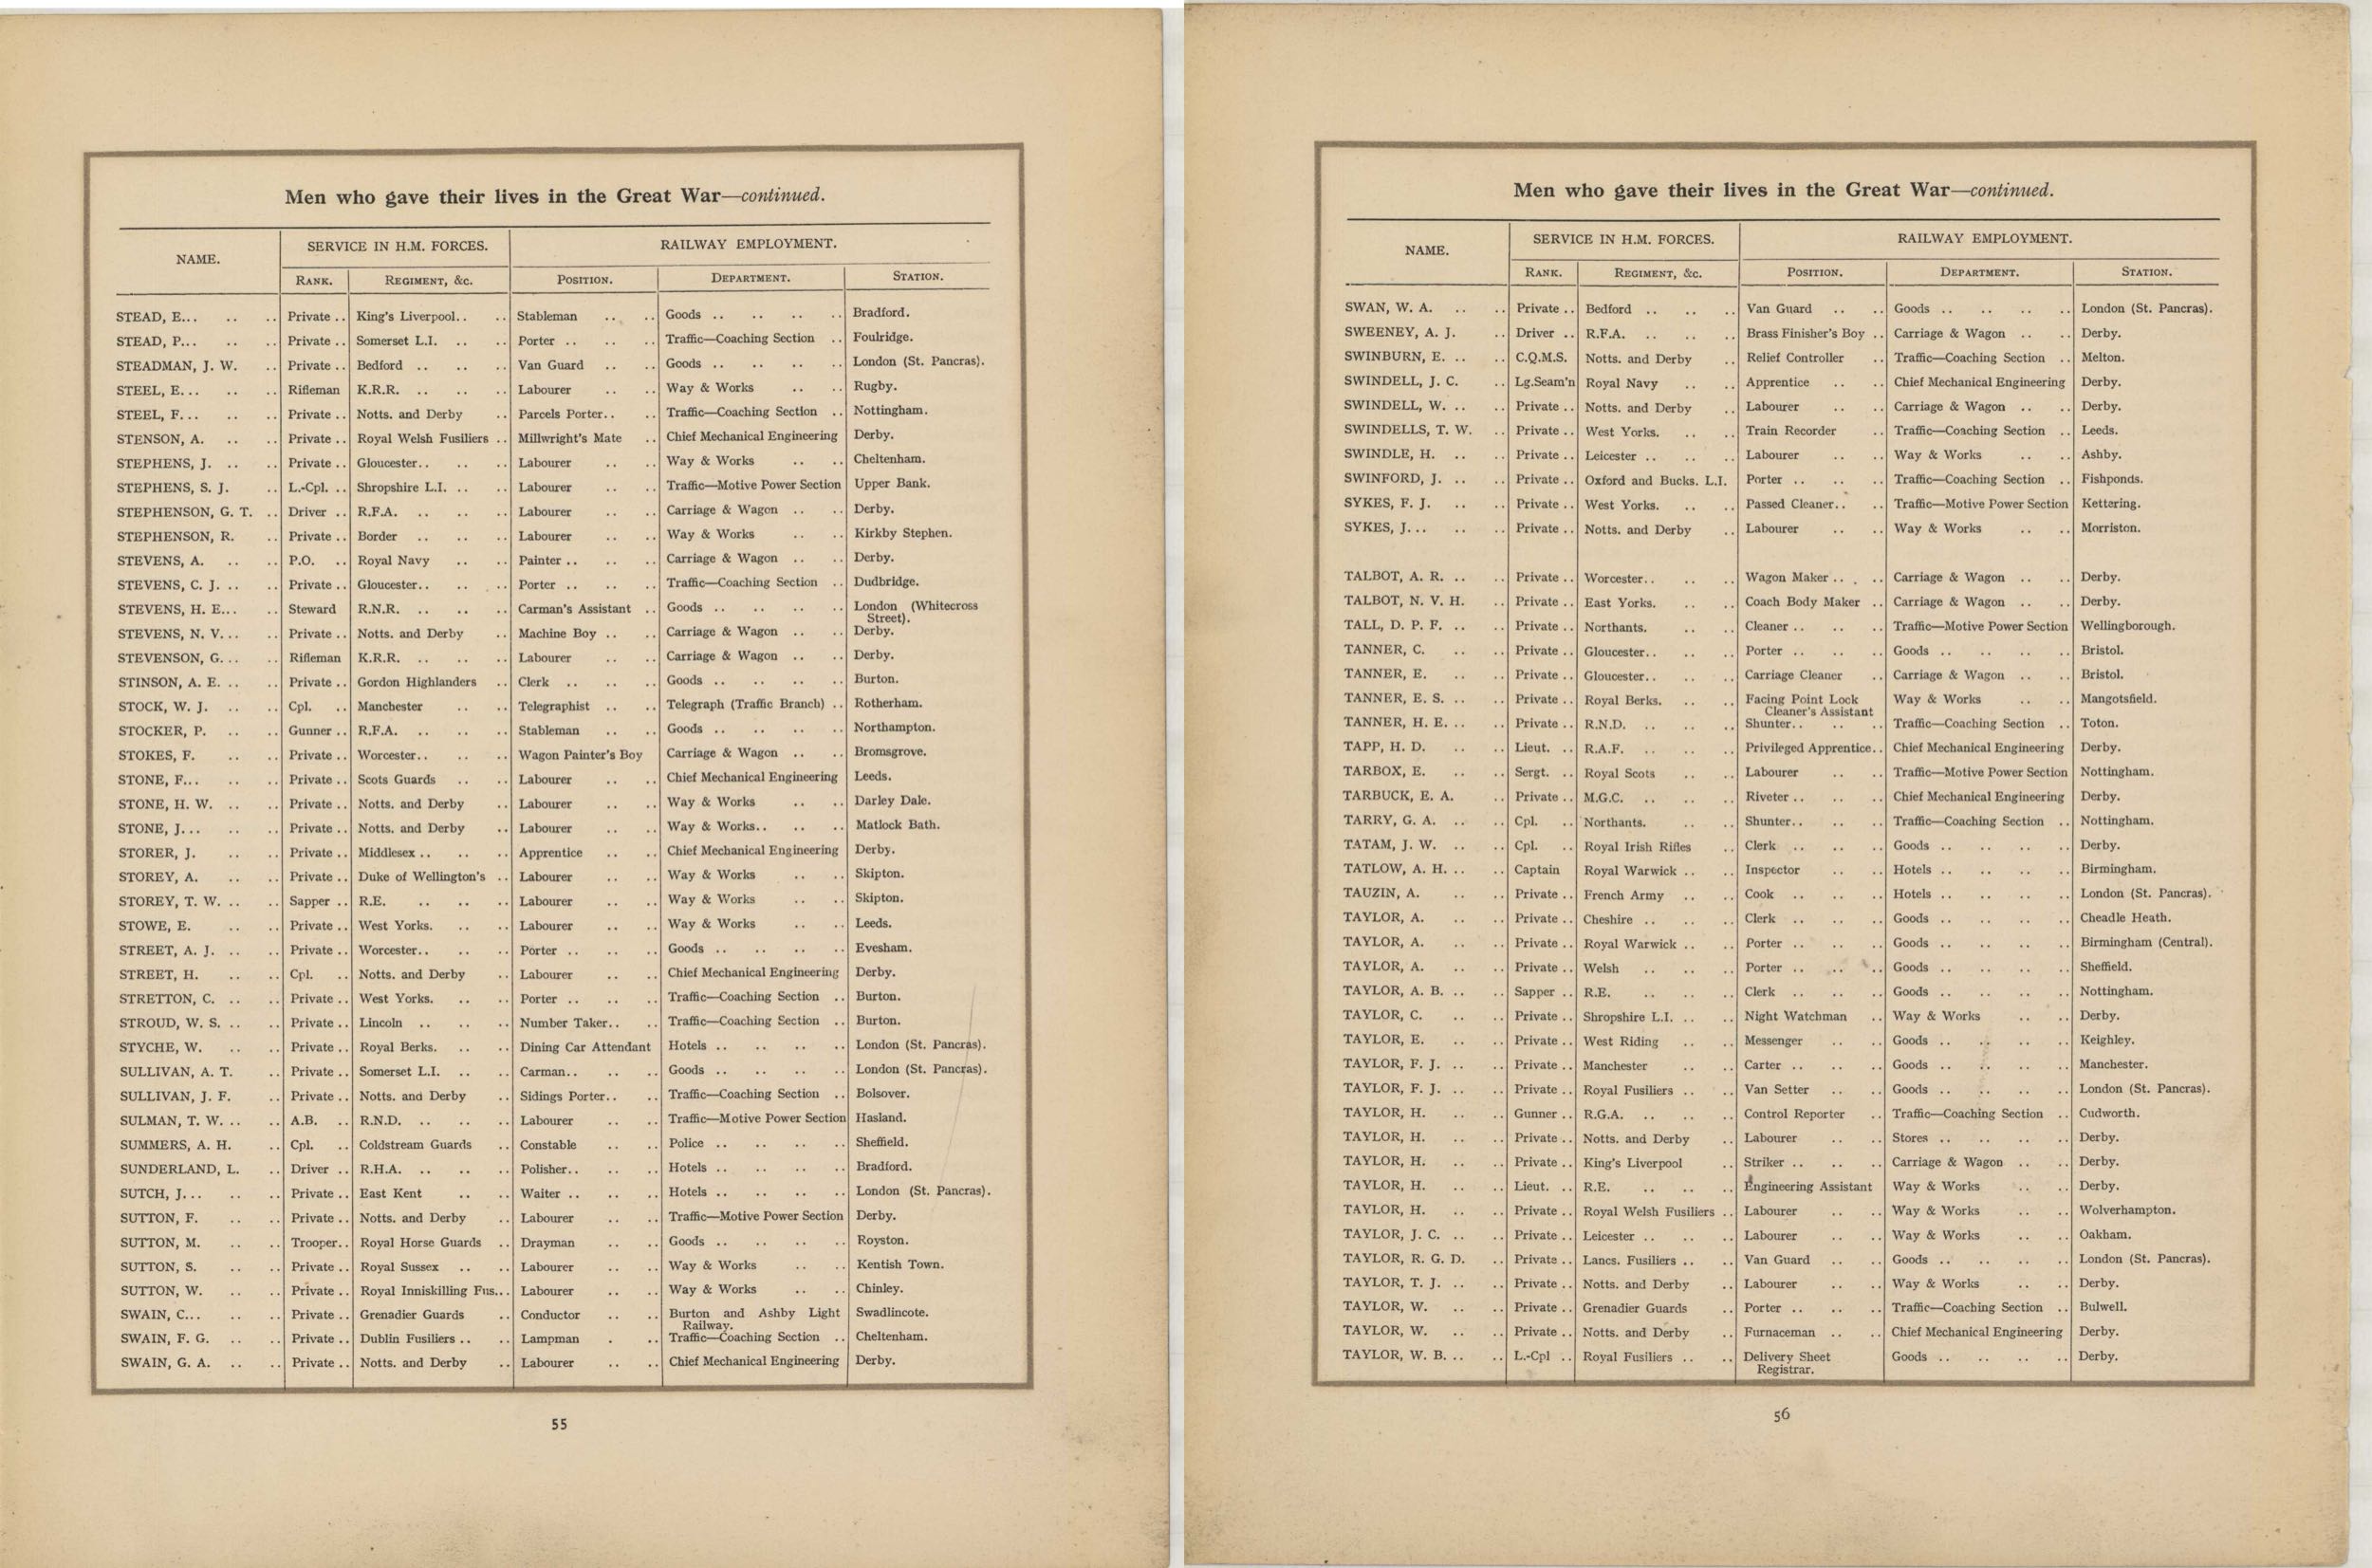 Men who gave their lives in the Great War—continued.
NAME. SERVICE IN H.M. FORCES. RAILWAY EMPLOYMENT.
RANK. REGIMENT, &c. POSITION. DEPARTMENT. STATION.
STEAD, E... .. .. Private .. King's Liverpool.. .. Stableman .. .. Goods .. .. .. .. Bradford.
STEAD, P... .. .. Private .. Somerset L.I. .. .. Porter .. .. .. Traffic—Coaching Section .. Foulridge.
STEADMAN, J. W. .. Private .. Bedford .. .. .. Van Guard .. .. Goods .. .. .. .. London (St. Pancras).
STEEL, E... .. .. Rifleman K.R.R. .. .. .. Labourer .. .. Way & Works .. .. Rugby.
STEEL, F... .. .. Private .. Notts. and Derby .. Parcels Porter.. .. Traffic—Coaching Section .. Nottingham.
STENSON, A. .. .. Private .. Royal Welsh Fusiliers .. Millwright's Mate .. Chief Mechanical Engineering Derby.
STEPHENS, J. .. .. Private .. Gloucester.. .. .. Labourer .. .. Way & Works .. .. Cheltenham.
STEPHENS, S. J. .. L.-Cpl. .. Shropshire L.I. .. .. Labourer .. .. Traffic—Motive Power Section Upper Bank.
STEPHENSON, G. T. .. Driver .. R.F.A. .. .. .. Labourer .. .. Carriage & Wagon .. .. Derby.
STEPHENSON, R. .. Private .. Border .. .. .. Labourer .. .. Way & Works .. .. Kirkby Stephen.
STEVENS, A. .. .. P.O. .. Royal Navy .. .. Painter .. .. .. Carriage & Wagon .. .. Derby.
STEVENS, C. J. .. .. Private .. Gloucester.. .. .. Porter .. .. .. Traffic—Coaching Section .. Dudbridge.
STEVENS, H. E... .. Steward R.N.R. .. .. .. Carman's Assistant .. Goods .. .. .. .. London (Whitecross
Street).
STEVENS, N. V... .. Private .. Notts. and Derby .. Machine Boy .. .. Carriage & Wagon .. .. Derby.
STEVENSON, G... .. Rifleman K.R.R. .. .. .. Labourer .. .. Carriage & Wagon .. .. Derby.
STINSON, A. E. .. .. Private .. Gordon Highlanders .. Clerk .. .. .. Goods .. .. .. .. Burton.
STOCK, W. J. .. .. Cpl. .. Manchester .. .. Telegraphist .. .. Telegraph (Traffic Branch) .. Rotherham.
STOCKER, P. .. .. Gunner .. R.F.A. .. .. .. Stableman .. .. Goods .. .. .. .. Northampton.
STOKES, F. .. .. Private .. Worcester.. .. .. Wagon Painter's Boy Carriage & Wagon .. .. Bromsgrove.
STONE, F... .. .. Private .. Scots Guards .. .. Labourer .. .. Chief Mechanical Engineering Leeds.
STONE, H. W. .. .. Private .. Notts. and Derby .. Labourer .. .. Way & Works .. .. Darley Dale.
STONE, J... .. .. Private .. Notts. and Derby .. Labourer .. .. Way & Works.. .. .. Matlock Bath.
STORER, J. .. .. Private .. Middlesex .. .. .. Apprentice .. .. Chief Mechanical Engineering Derby.
STOREY, A. .. .. Private .. Duke of Wellington's .. Labourer .. .. Way & Works .. .. Skipton.
STOREY, T. W. .. .. Sapper .. R.E. .. .. .. Labourer .. .. Way & Works .. .. Skipton.
STOWE, E. .. .. Private .. West Yorks. .. .. Labourer .. .. Way & Works .. .. Leeds.
STREET, A. J. .. .. Private .. Worcester.. .. .. Porter .. .. .. Goods .. .. .. .. Evesham.
STREET, H. .. .. Cpl. .. Notts. and Derby .. Labourer .. .. Chief Mechanical Engineering Derby.
STRETTON, C. .. .. Private .. West Yorks. .. .. Porter .. .. .. Traffic—Coaching Section .. Burton.
STROUD, W. S. .. .. Private .. Lincoln .. .. .. Number Taker.. .. Traffic—Coaching Section .. Burton.
STYCHE, W. .. .. Private .. Royal Berks. .. .. Dining Car Attendant Hotels .. .. .. .. London (St. Pancras).
SULLIVAN, A. T. .. Private .. Somerset L.I. .. .. Carman.. .. .. Goods .. .. .. .. London (St. Pancras).
SULLIVAN, J. F. .. Private .. Notts. and Derby .. Sidings Porter.. .. Traffic—Coaching Section .. Bolsover.
SULMAN, T. W. .. .. A.B. .. R.N.D. .. .. .. Labourer .. .. Traffic—Motive Power Section Hasland.
SUMMERS, A. H. .. Cpl. .. Coldstream Guards .. Constable .. .. Police .. .. .. .. Sheffield.
SUNDERLAND, L. .. Driver .. R.H.A. .. .. .. Polisher.. .. .. Hotels .. .. .. .. Bradford.
SUTCH, J... .. .. Private .. East Kent .. .. Waiter .. .. .. Hotels .. .. .. .. London (St. Pancras).
SUTTON, F. .. .. Private .. Notts. and Derby .. Labourer .. .. Traffic—Motive Power Section Derby.
SUTTON, M. .. .. Trooper.. Royal Horse Guards .. Drayman .. .. Goods .. .. .. .. Royston.
SUTTON, S. .. .. Private .. Royal Sussex .. .. Labourer .. .. Way & Works .. .. Kentish Town.
SUTTON, W. .. .. Private .. Royal Inniskilling Fus... Labourer .. .. Way & Works .. .. Chinley.
SWAIN, C... .. .. Private .. Grenadier Guards .. Conductor .. .. Burton and Ashby Light Swadlincote.
Railway.
SWAIN, F. G. .. .. Private .. Dublin Fusiliers .. .. Lampman . .. Traffic—Coaching Section .. Cheltenham.
SWAIN, G. A. .. .. Private .. Notts. and Derby .. Labourer .. .. Chief Mechanical Engineering Derby.
55
Men who gave their lives in the Great War—continued.
NAME. SERVICE IN H.M. FORCES. RAILWAY EMPLOYMENT.
RANK. REGIMENT, &c. POSITION. DEPARTMENT. STATION.
SWAN, W. A. .. .. Private .. Bedford .. .. .. Van Guard .. .. Goods .. .. .. .. London (St. Pancras).
SWEENEY, A. J. .. Driver .. R.F.A. .. .. .. Brass Finisher's Boy .. Carriage & Wagon .. .. Derby.
SWINBURN, E. .. .. C.Q.M.S. Notts. and Derby .. Relief Controller .. Traffic—Coaching Section .. Melton.
SWINDELL, J. C. .. Lg.Seam'n Royal Navy .. .. Apprentice .. .. Chief Mechanical Engineering Derby.
SWINDELL, W. .. .. Private .. Notts. and Derby .. Labourer .. .. Carriage & Wagon .. .. Derby.
SWINDELLS, T. W. .. Private .. West Yorks. .. .. Train Recorder .. Traffic—Coaching Section .. Leeds.
SWINDLE, H. .. .. Private .. Leicester .. .. .. Labourer .. .. Way & Works .. .. Ashby.
SWINFORD, J. .. .. Private .. Oxford and Bucks. L.I. Porter .. .. .. Traffic—Coaching Section .. Fishponds.
SYKES, F. J. .. .. Private .. West Yorks. .. .. Passed Cleaner.. .. Traffic—Motive Power Section Kettering.
SYKES, J... .. .. Private .. Notts. and Derby .. Labourer .. .. Way & Works .. .. Morriston.
TALBOT, A. R. .. .. Private .. Worcester.. .. .. Wagon Maker .. .. Carriage & Wagon .. .. Derby.
TALBOT, N. V. H. .. Private .. East Yorks. .. .. Coach Body Maker .. Carriage & Wagon .. .. Derby.
TALL, D. P. F. .. .. Private .. Northants. .. .. Cleaner .. .. .. Traffic—Motive Power Section Wellingborough.
TANNER, C. .. .. Private .. Gloucester.. .. .. Porter .. .. .. Goods .. .. .. .. Bristol.
TANNER, E. .. .. Private .. Gloucester.. .. .. Carriage Cleaner .. Carriage & Wagon .. .. Bristol.
TANNER, E. S. .. .. Private .. Royal Berks. .. .. Facing Point Lock Way & Works .. .. Mangotsfield.
Cleaner's Assistant
TANNER, H. E. .. .. Private .. R.N.D. .. .. .. Shunter.. .. .. Traffic—Coaching Section .. Toton.
TAPP, H. D. .. .. Lieut. .. R.A.F. .. .. .. Privileged Apprentice.. Chief Mechanical Engineering Derby.
TARBOX, E. .. .. Sergt. .. Royal Scots .. .. Labourer .. .. Traffic—Motive Power Section Nottingham.
TARBUCK, E. A. .. Private .. M.G.C. .. .. .. Riveter .. .. .. Chief Mechanical Engineering Derby.
TARRY, G. A. .. .. Cpl. .. Northants. .. .. Shunter.. .. .. Traffic—Coaching Section .. Nottingham.
TATAM, J. W. .. .. Cpl. .. Royal Irish Rifles .. Clerk .. .. .. Goods .. .. .. .. Derby.
TATLOW, A. H. .. .. Captain Royal Warwick .. .. Inspector .. .. Hotels .. .. .. .. Birmingham.
TAUZIN, A. .. .. Private .. French Army .. .. Cook .. .. .. Hotels .. .. .. .. London (St. Pancras).
TAYLOR, A. .. .. Private .. Cheshire .. .. .. Clerk .. .. .. Goods .. .. .. .. Cheadle Heath.
TAYLOR, A. .. .. Private .. Royal Warwick .. .. Porter .. .. .. Goods .. .. .. .. Birmingham (Central).
TAYLOR, A. .. .. Private .. Welsh .. .. .. Porter .. .. .. Goods .. .. .. .. Sheffield.
TAYLOR, A. B. .. .. Sapper .. R.E. .. .. .. Clerk .. .. .. Goods .. .. .. .. Nottingham.
TAYLOR, C. .. .. Private .. Shropshire L.I. .. .. Night Watchman .. Way & Works .. .. Derby.
TAYLOR, E. .. .. Private .. West Riding .. .. Messenger .. .. Goods .. .. .. .. Keighley.
TAYLOR, F. J. .. .. Private .. Manchester .. .. Carter .. .. .. Goods .. .. .. .. Manchester.
TAYLOR, F. J. .. .. Private .. Royal Fusiliers .. .. Van Setter .. .. Goods .. .. .. .. London (St. Pancras).
TAYLOR, H. .. .. Gunner .. R.G.A. .. .. .. Control Reporter .. Traffic—Coaching Section .. Cudworth.
TAYLOR, H. .. .. Private .. Notts. and Derby .. Labourer .. .. Stores .. .. .. .. Derby.
TAYLOR, H. .. .. Private .. King's Liverpool .. Striker .. .. .. Carriage & Wagon .. .. Derby.
TAYLOR, H. .. .. Lieut. .. R.E. .. .. .. Engineering Assistant Way & Works .. .. Derby.
TAYLOR, H. .. .. Private .. Royal Welsh Fusiliers .. Labourer .. .. Way & Works .. .. Wolverhampton.
TAYLOR, J. C. .. .. Private .. Leicester .. .. .. Labourer .. .. Way & Works .. .. Oakham.
TAYLOR, R. G. D. .. Private .. Lancs. Fusiliers .. .. Van Guard .. .. Goods .. .. .. .. London (St. Pancras).
TAYLOR, T. J. .. .. Private .. Notts. and Derby .. Labourer .. .. Way & Works .. .. Derby.
TAYLOR, W. .. .. Private .. Grenadier Guards .. Porter .. .. .. Traffic—Coaching Section .. Bulwell.
TAYLOR, W. .. .. Private .. Notts. and Derby .. Furnaceman .. .. Chief Mechanical Engineering Derby.
TAYLOR, W. B. .. .. L.-Cpl .. Royal Fusiliers .. .. Delivery Sheet Goods .. .. .. .. Derby.
Registrar.
56